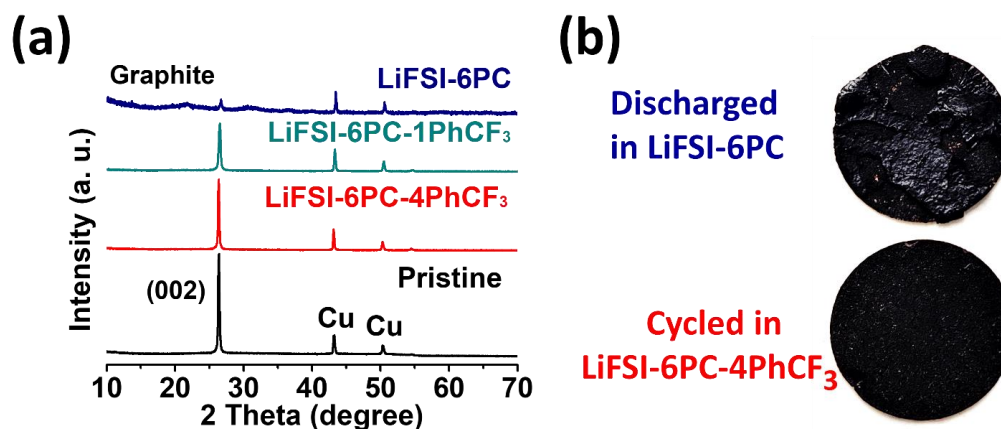 (a)
Graphite
LiFSI-6PC
LiFSI-6PC-1PhCF₃
LiFSI-6PC-4PhCF₃
Pristine
(002)
Cu
Cu
Intensity (a. u.)
10 20 30 40 50 60 70
2 Theta (degree)
(b)
Discharged
in LiFSI-6PC
Cycled in
LiFSI-6PC-4PhCF₃